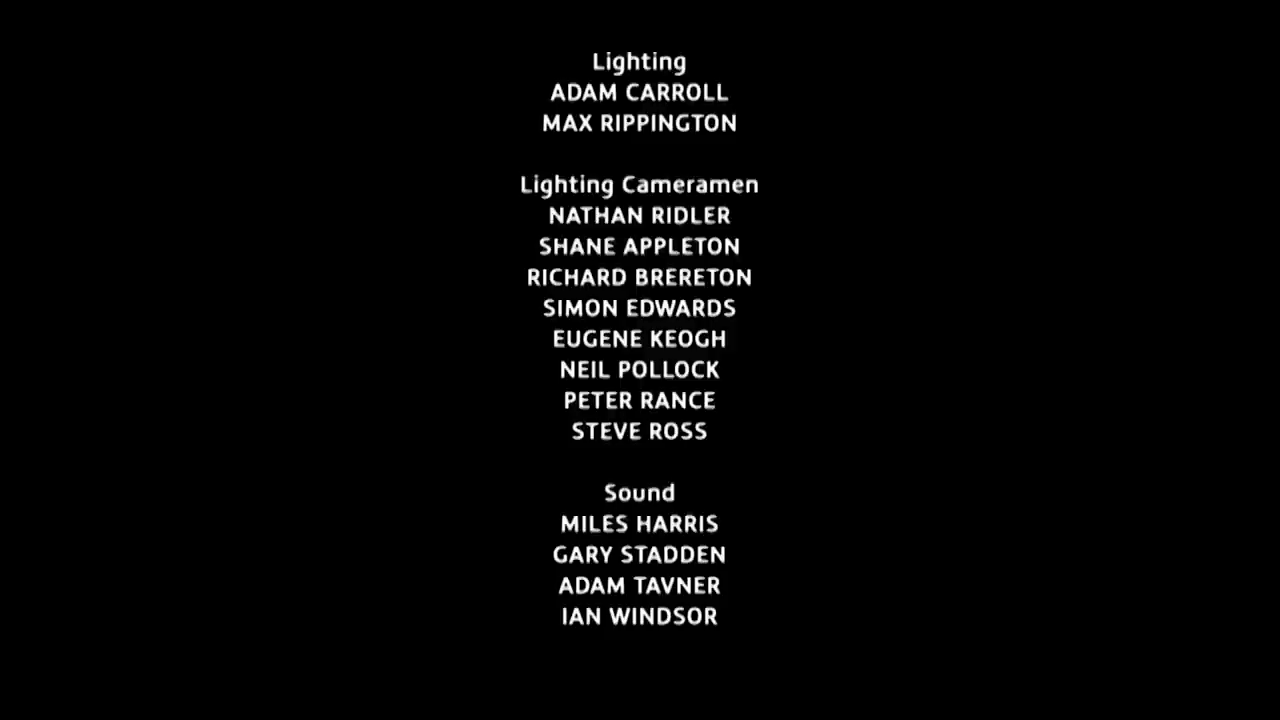 Lighting
ADAM CARROLL
MAX RIPPINGTON
Lighting Cameramen
NATHAN RIDLER
SHANE APPLETON
RICHARD BRERETON
SIMON EDWARDS
EUGENE KEOGH
NEIL POLLOCK
PETER RANCE
STEVE ROSS
Sound
MILES HARRIS
GARY STADDEN
ADAM TAVNER
IAN WINDSOR